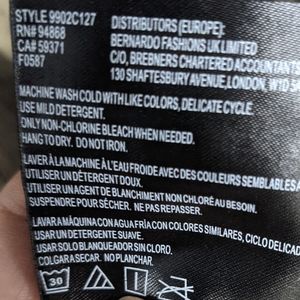 STYLE 9902C127
RN# 94868
CA# 59371
F0587
DISTRIBUTORS (EUROPE):
BERNARDO FASHIONS UK LIMITED
C/O, BREBNERS CHARTERED ACCOUNTANTS
130 SHAFTESBURY AVENUE, LONDON, W1D
MACHINE WASH COLD WITH LIKE COLORS, DELICATE CYCLE.
USE MILD DETERGENT.
ONLY NON-CHLORINE BLEACH WHEN NEEDED.
HANG TO DRY. DO NOT IRON.
LAVER À LA MACHINE À L'EAU FROIDE AVEC DES COULEURS SEMBLABLES
UTILISER UN DÉTERGENT DOUX.
UTILISER UN AGENT DE BLANCHIMENT NON CHLORÉ AU BESOIN.
SUSPENDRE POUR SÉCHER. NE PAS REPASSER.
LAVAR A MÁQUINA CON AGUA FRÍA CON COLORES SIMILARES, CICLO
USAR UN DETERGENTE SUAVE.
USAR SOLO BLANQUEADOR SIN CLORO.
COLGAR A SECAR. NO PLANCHAR.
30